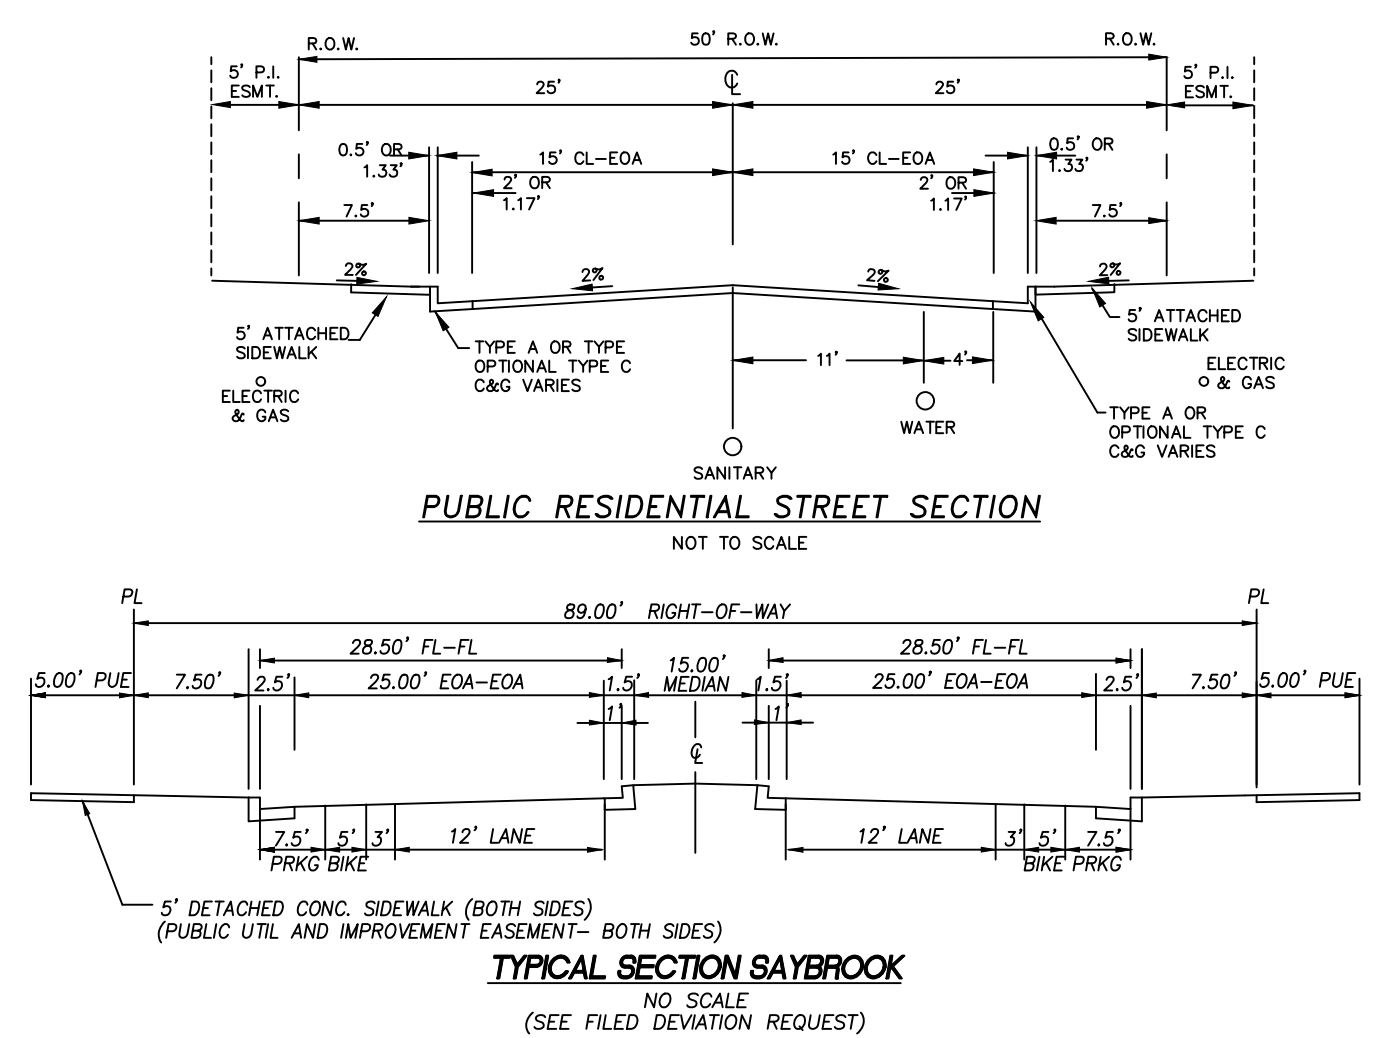 50' R.O.W.
R.O.W.
R.O.W.
5' P.I.
ESMT.
25'
℄
25'
5' P.I.
ESMT.
0.5' OR
1.33'
15' CL-EOA
15' CL-EOA
0.5' OR
1.33'
2' OR
1.17'
2' OR
1.17'
7.5'
7.5'
2%
2%
2%
2%
5' ATTACHED
SIDEWALK
TYPE A OR TYPE
OPTIONAL TYPE C
C&G VARIES
11'
4'
5' ATTACHED
SIDEWALK
ELECTRIC
& GAS
ELECTRIC
& GAS
WATER
TYPE A OR
OPTIONAL TYPE C
C&G VARIES
SANITARY
PUBLIC RESIDENTIAL STREET SECTION
NOT TO SCALE
PL
89.00' RIGHT-OF-WAY
PL
28.50' FL-FL
28.50' FL-FL
5.00' PUE
7.50'
2.5'
25.00' EOA-EOA
1.5'
15.00'
MEDIAN
1.5'
25.00' EOA-EOA
2.5'
7.50'
5.00' PUE
1'
1'
℄
7.5'
PRKG
5'
BIKE
3'
12' LANE
12' LANE
3'
5'
BIKE
7.5'
PRKG
5' DETACHED CONC. SIDEWALK (BOTH SIDES)
(PUBLIC UTIL AND IMPROVEMENT EASEMENT- BOTH SIDES)
TYPICAL SECTION SAYBROOK
NO SCALE
(SEE FILED DEVIATION REQUEST)